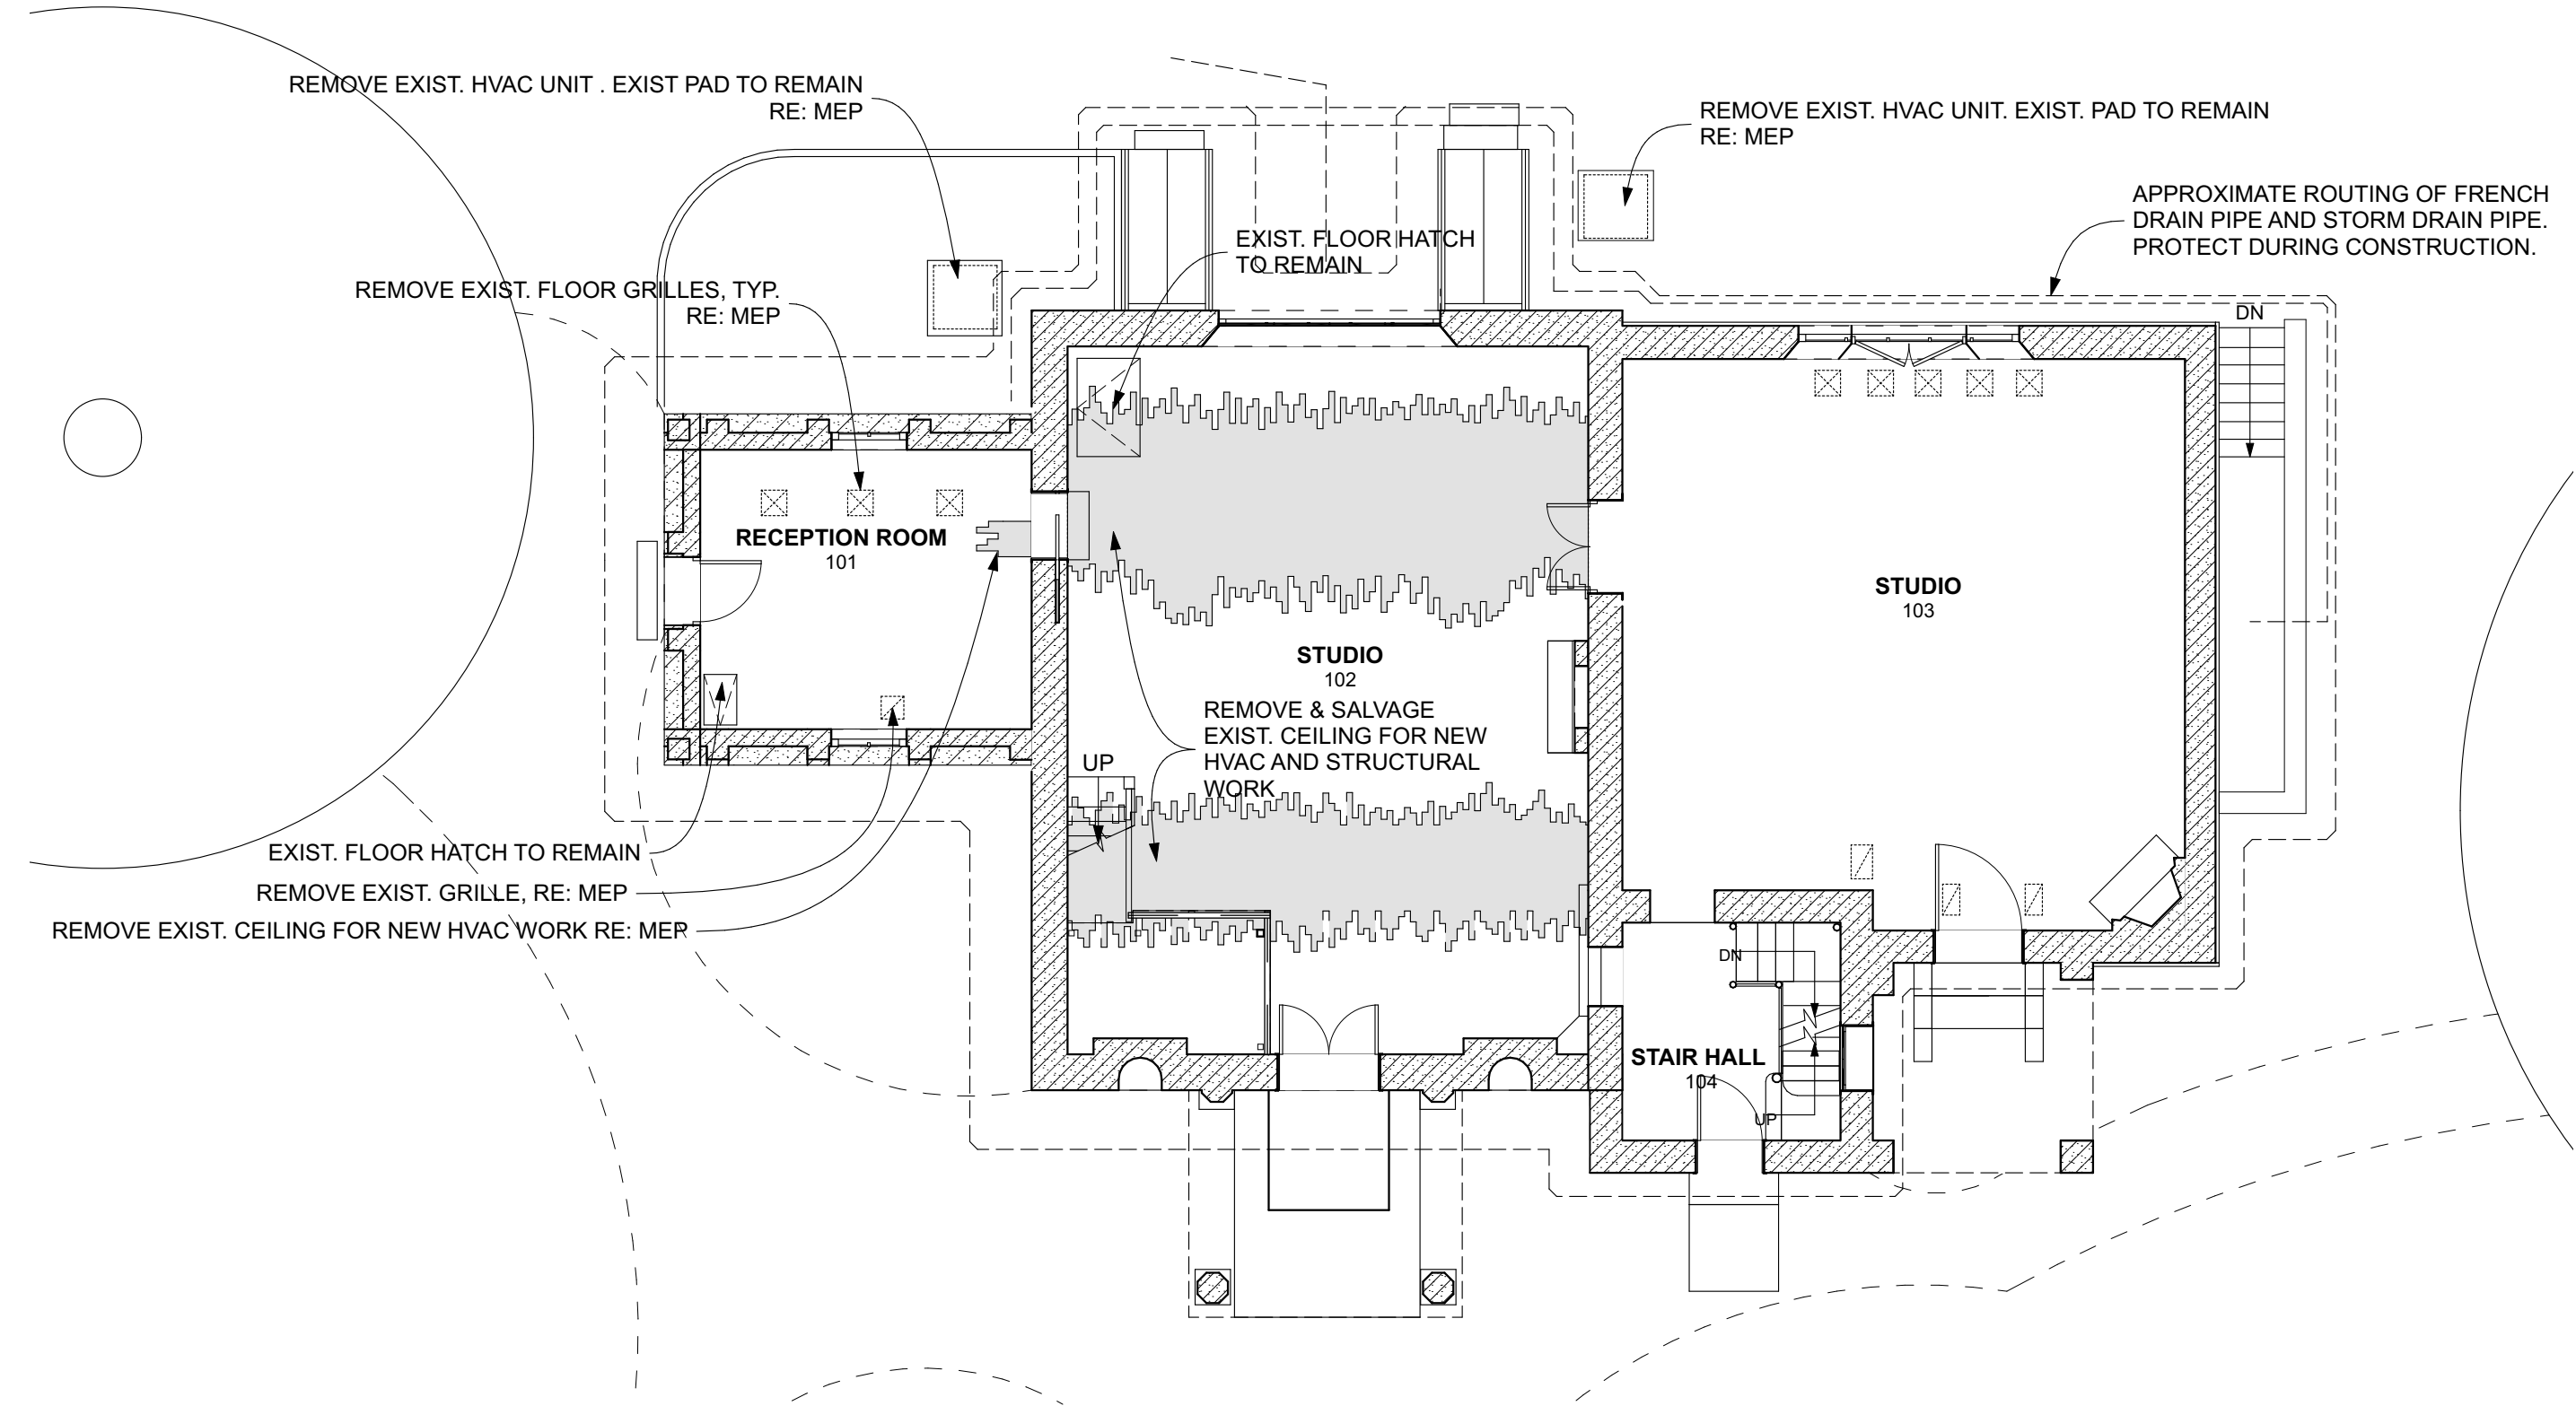 REMOVE EXIST. HVAC UNIT . EXIST PAD TO REMAIN
RE: MEP
REMOVE EXIST. HVAC UNIT. EXIST. PAD TO REMAIN
RE: MEP
APPROXIMATE ROUTING OF FRENCH
DRAIN PIPE AND STORM DRAIN PIPE.
PROTECT DURING CONSTRUCTION.
EXIST. FLOOR HATCH
TO REMAIN
REMOVE EXIST. FLOOR GRILLES, TYP.
RE: MEP
DN
RECEPTION ROOM
101
STUDIO
103
STUDIO
102
REMOVE & SALVAGE
EXIST. CEILING FOR NEW
HVAC AND STRUCTURAL
WORK
UP
EXIST. FLOOR HATCH TO REMAIN
REMOVE EXIST. GRILLE, RE: MEP
REMOVE EXIST. CEILING FOR NEW HVAC WORK RE: MEP
DN
STAIR HALL
104
UP